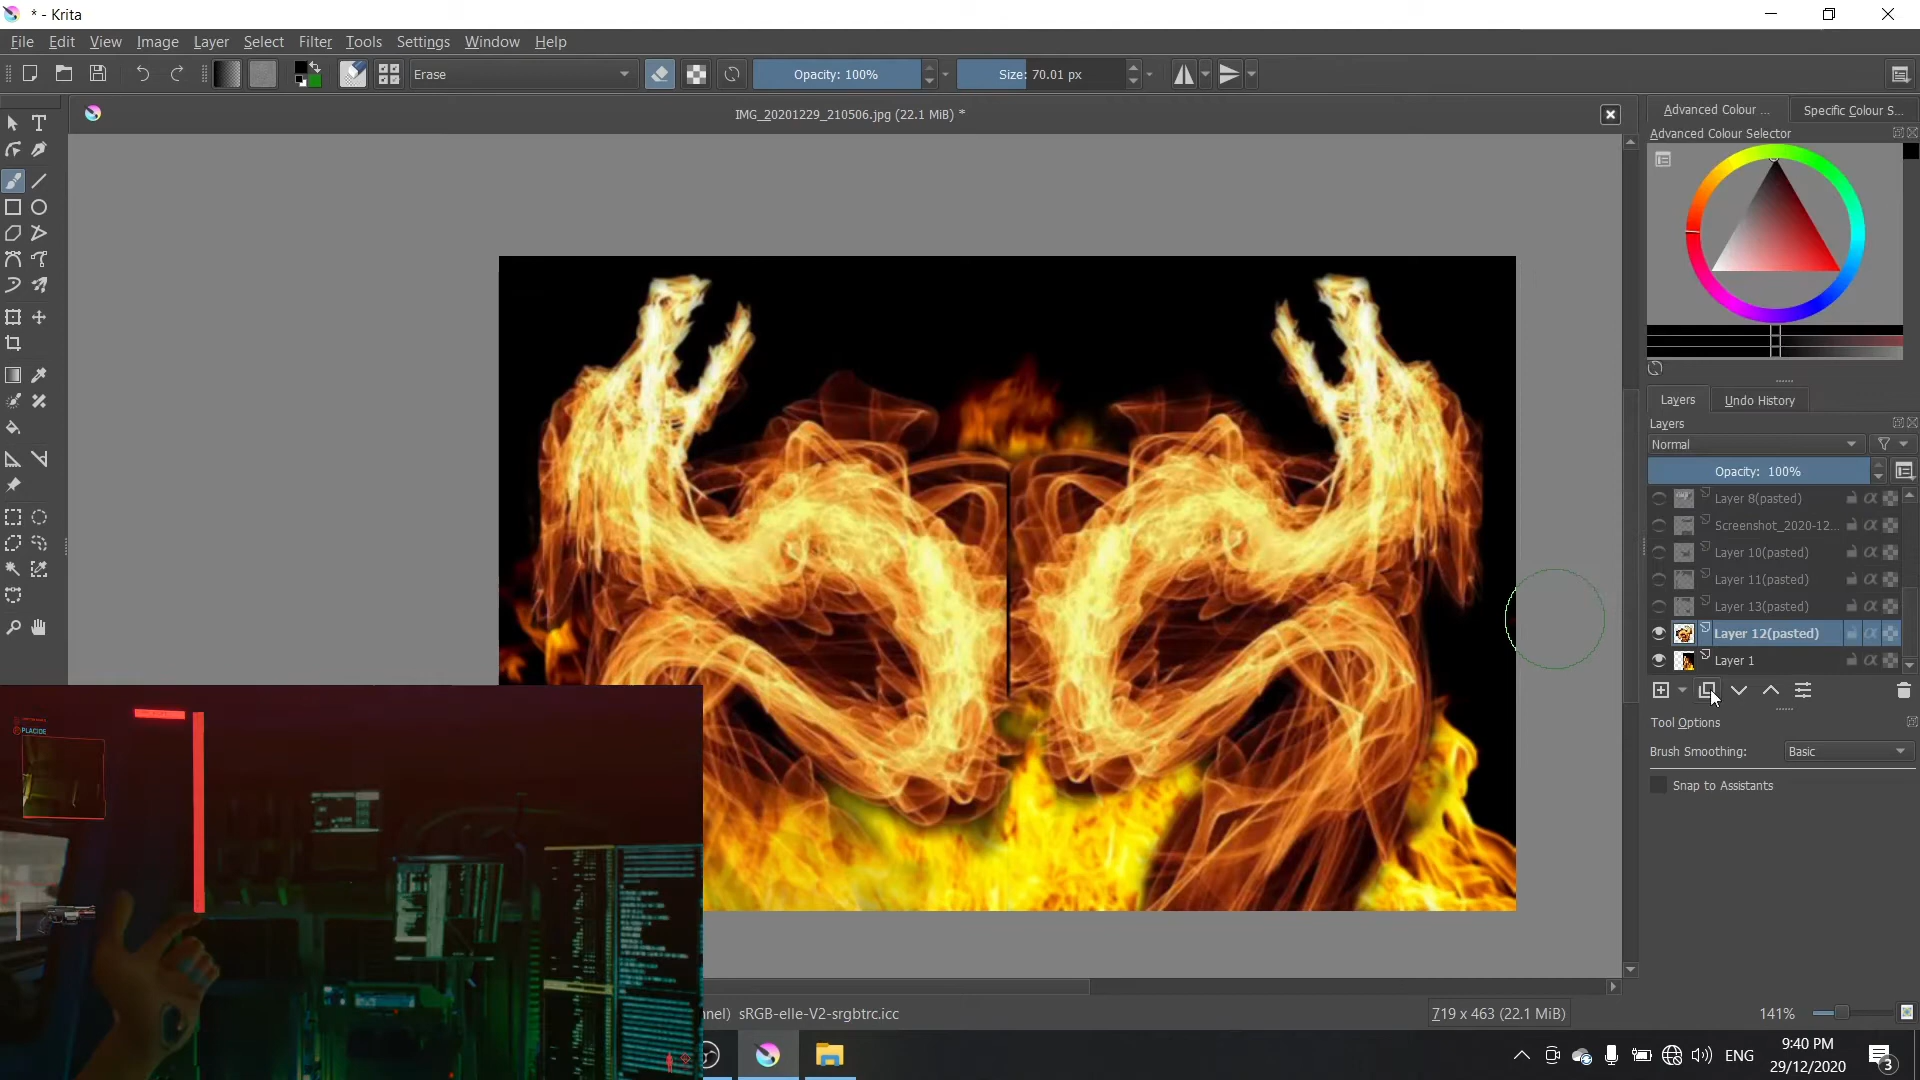 * - Krita
File Edit View Image Layer Select Filter Tools Settings Window Help
Erase Opacity: 100% Size: 70.01 px
IMG_20201229_210506.jpg (22.1 MiB) *
Advanced Colour ... Specific Colour S...
Advanced Colour Selector
Layers Undo History
Layers
Normal
Opacity: 100%
Layer 8(pasted)
Screenshot_2020-12...
Layer 10(pasted)
Layer 11(pasted)
Layer 13(pasted)
Layer 12(pasted)
Layer 1
Tool Options
Brush Smoothing: Basic
Snap to Assistants
PLACIDE
nnel) sRGB-elle-V2-srgbtrc.icc
719 x 463 (22.1 MiB)
141%
ENG
9:40 PM
29/12/2020
3